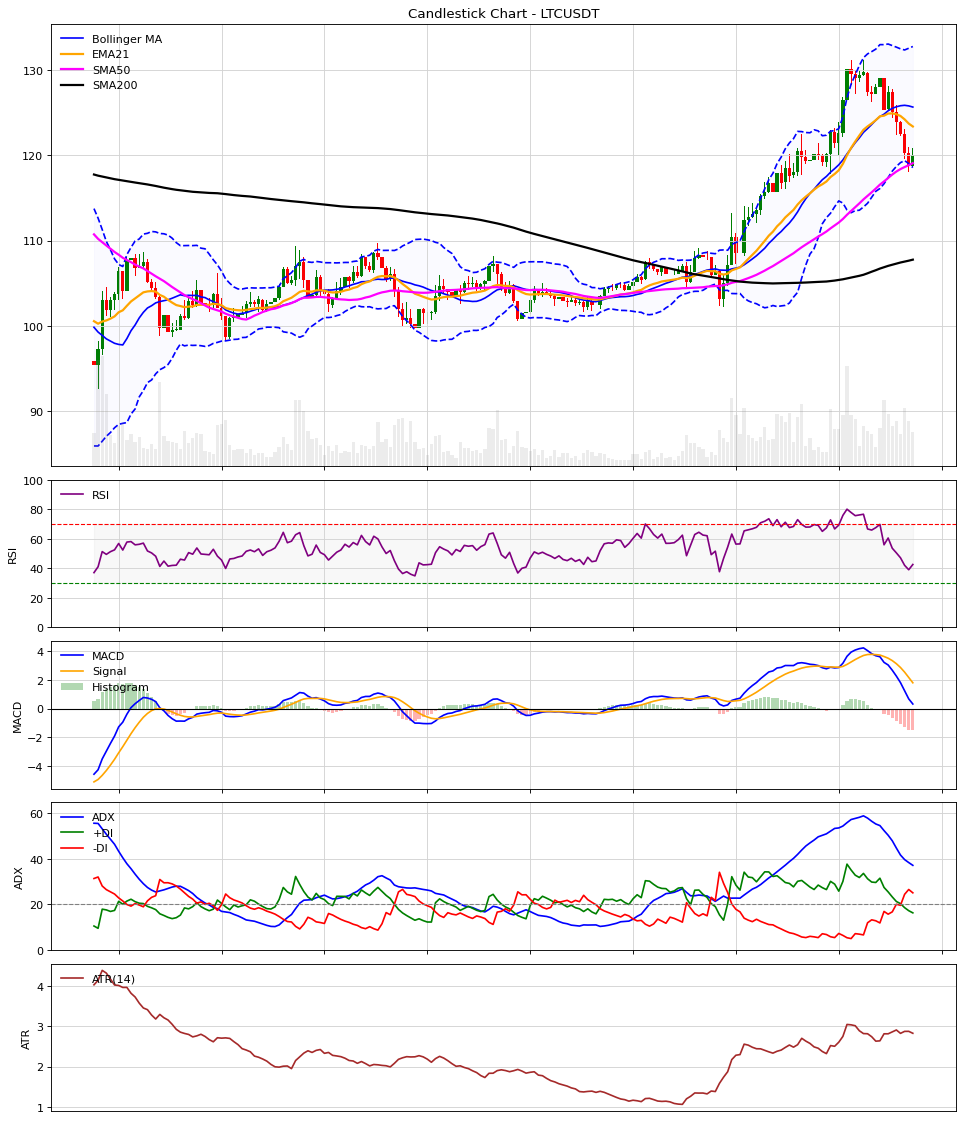 Candlestick Chart - LTCUSDT
Bollinger MA
EMA21
SMA50
SMA200
130
120
110
100
90
RSI
100
80
60
40
20
0
RSI
MACD
Signal
Histogram
4
2
0
−2
−4
MACD
ADX
+DI
-DI
60
40
20
0
ADX
ATR(14)
4
3
2
1
ATR